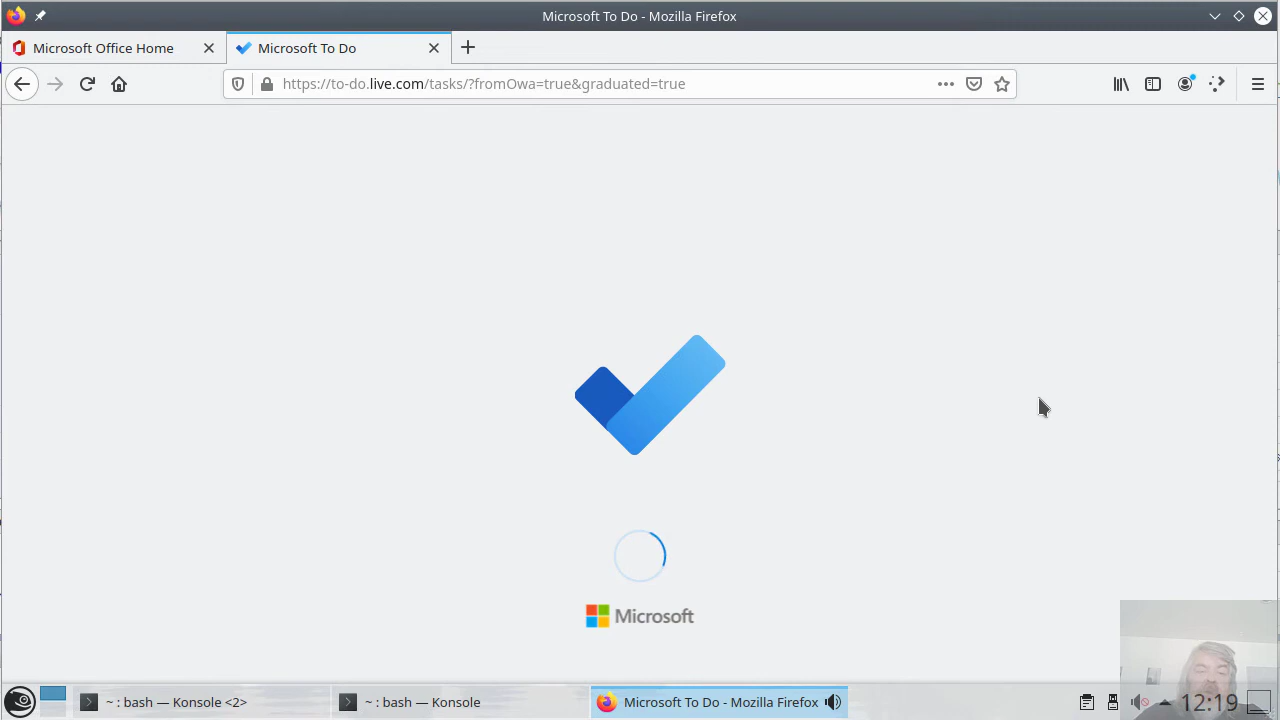 Microsoft To Do - Mozilla Firefox
Microsoft Office Home
Microsoft To Do
https://to-do.live.com/tasks/?fromOwa=true&graduated=true
Microsoft
~ : bash — Konsole <2>
~ : bash — Konsole
Microsoft To Do - Mozilla Firefox
12:19